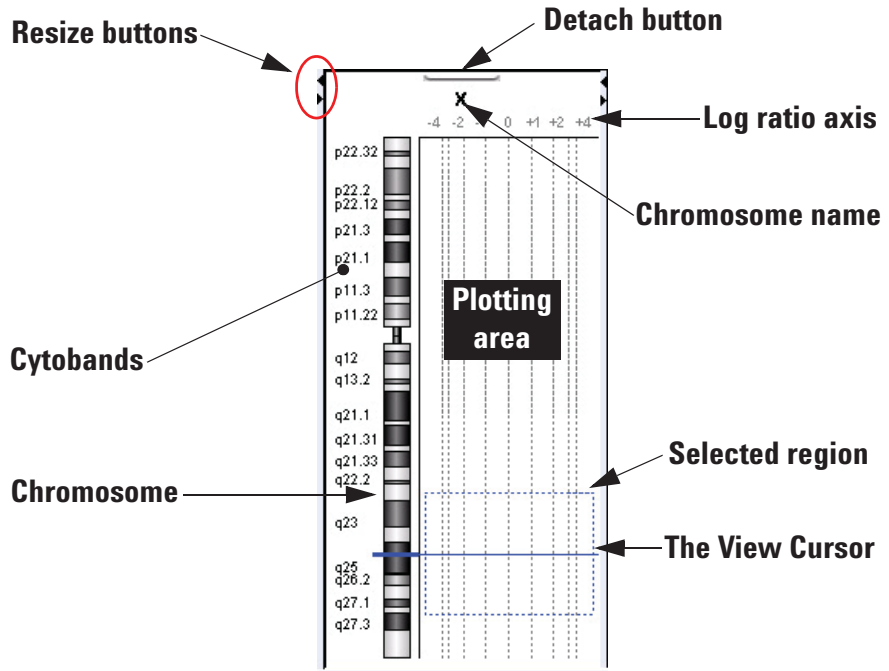 Resize buttons
Detach button
X
-4 -2 - 0 +1 +2 +4
Log ratio axis
p22.32
p22.2
p22.12
Chromosome name
p21.3
p21.1
p11.3
Plotting
area
p11.22
Cytobands
q12
q13.2
q21.1
q21.31
q21.33
Selected region
q22.2
Chromosome
q23
The View Cursor
q25
q26.2
q27.1
q27.3